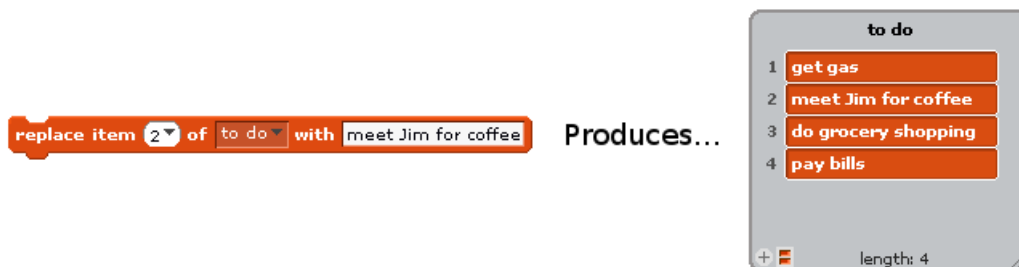 replace item 2 of to do with meet Jim for coffee
Produces...
to do
1 get gas
2 meet Jim for coffee
3 do grocery shopping
4 pay bills
+ length: 4